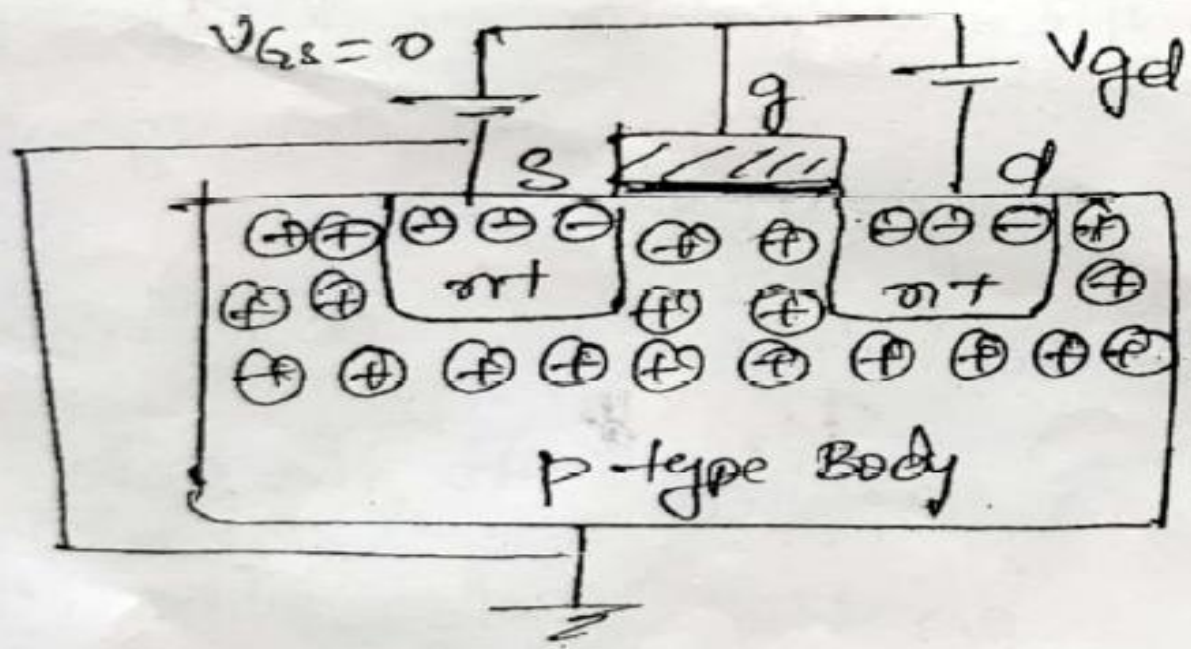 VGs = 0
Vgd
g
S
d
⊕⊕ ⊖⊖⊖ ⊕⊕ ⊖⊖⊖ ⊕
⊕⊕ n+ ⊕⊕ n+ ⊕
⊕⊕⊕⊕⊕⊕⊕⊕⊕⊕
p-type Body